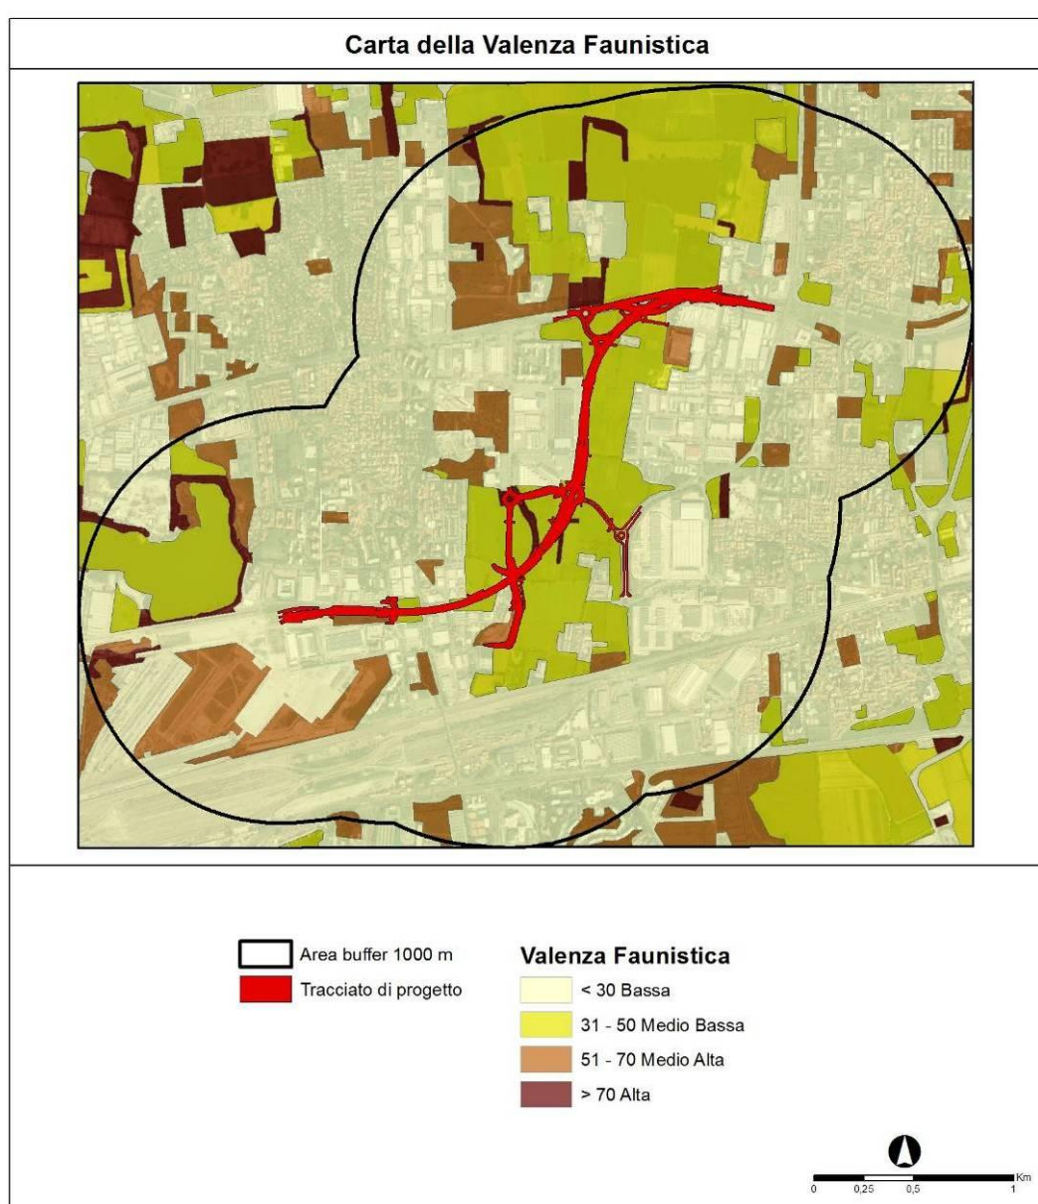 Carta della Valenza Faunistica
Area buffer 1000 m
Tracciato di progetto
Valenza Faunistica
< 30 Bassa
31 - 50 Medio Bassa
51 - 70 Medio Alta
> 70 Alta
Km
0 0,25 0,5 1